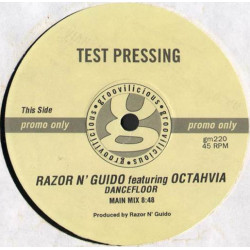 TEST PRESSING
This Side
promo only
groovilicious
groovilicious
g
promo only
gm220
45 RPM
RAZOR N' GUIDO featuring OCTAHVIA
DANCEFLOOR
MAIN MIX 8:48
Produced by Razor N' Guido